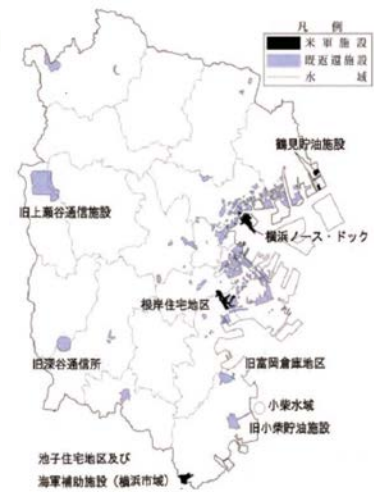 凡 例
米軍施設
既返還施設
水域
鶴見貯油施設
旧上瀬谷通信施設
横浜ノース・ドック
根岸住宅地区
旧深谷通信所
旧富岡倉庫地区
小柴水域
旧小柴貯油施設
池子住宅地区及び
海軍補助施設（横浜市域）